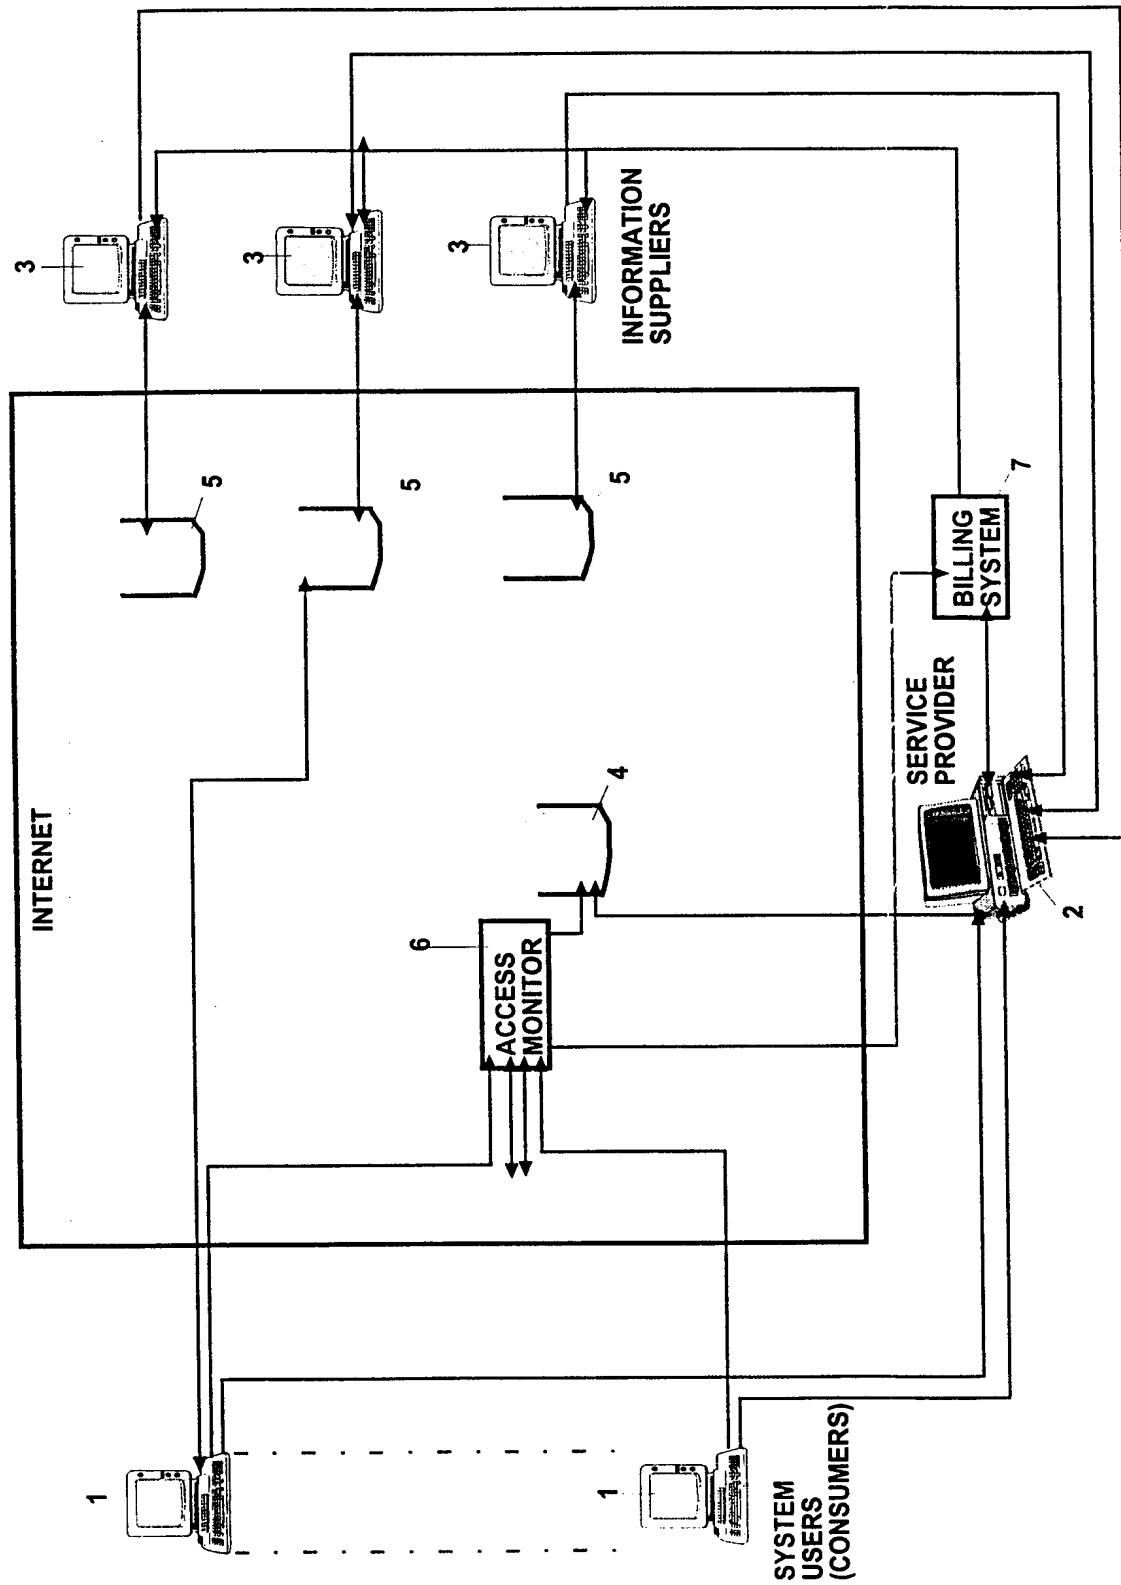 INTERNET
3
3
3
INFORMATION
SUPPLIERS
5
5
5
4
6
ACCESS
MONITOR
SERVICE
PROVIDER
BILLING
SYSTEM
7
2
1
1
SYSTEM
USERS
(CONSUMERS)